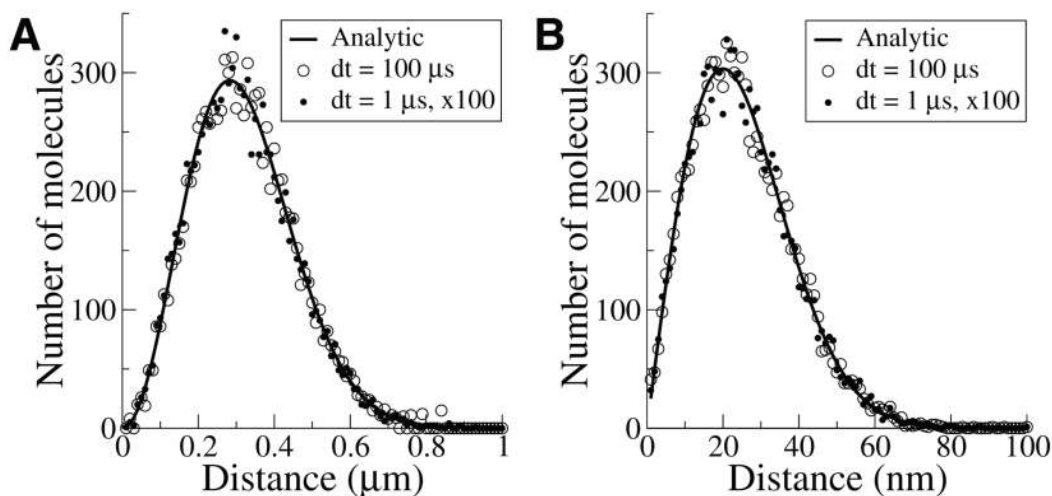 A
Analytic
dt = 100 μs
dt = 1 μs, x100
Number of molecules
300
200
100
0
0
0.2
0.4
0.6
0.8
1
Distance (μm)
B
Analytic
dt = 100 μs
dt = 1 μs, x100
Number of molecules
300
200
100
0
0
20
40
60
80
100
Distance (nm)